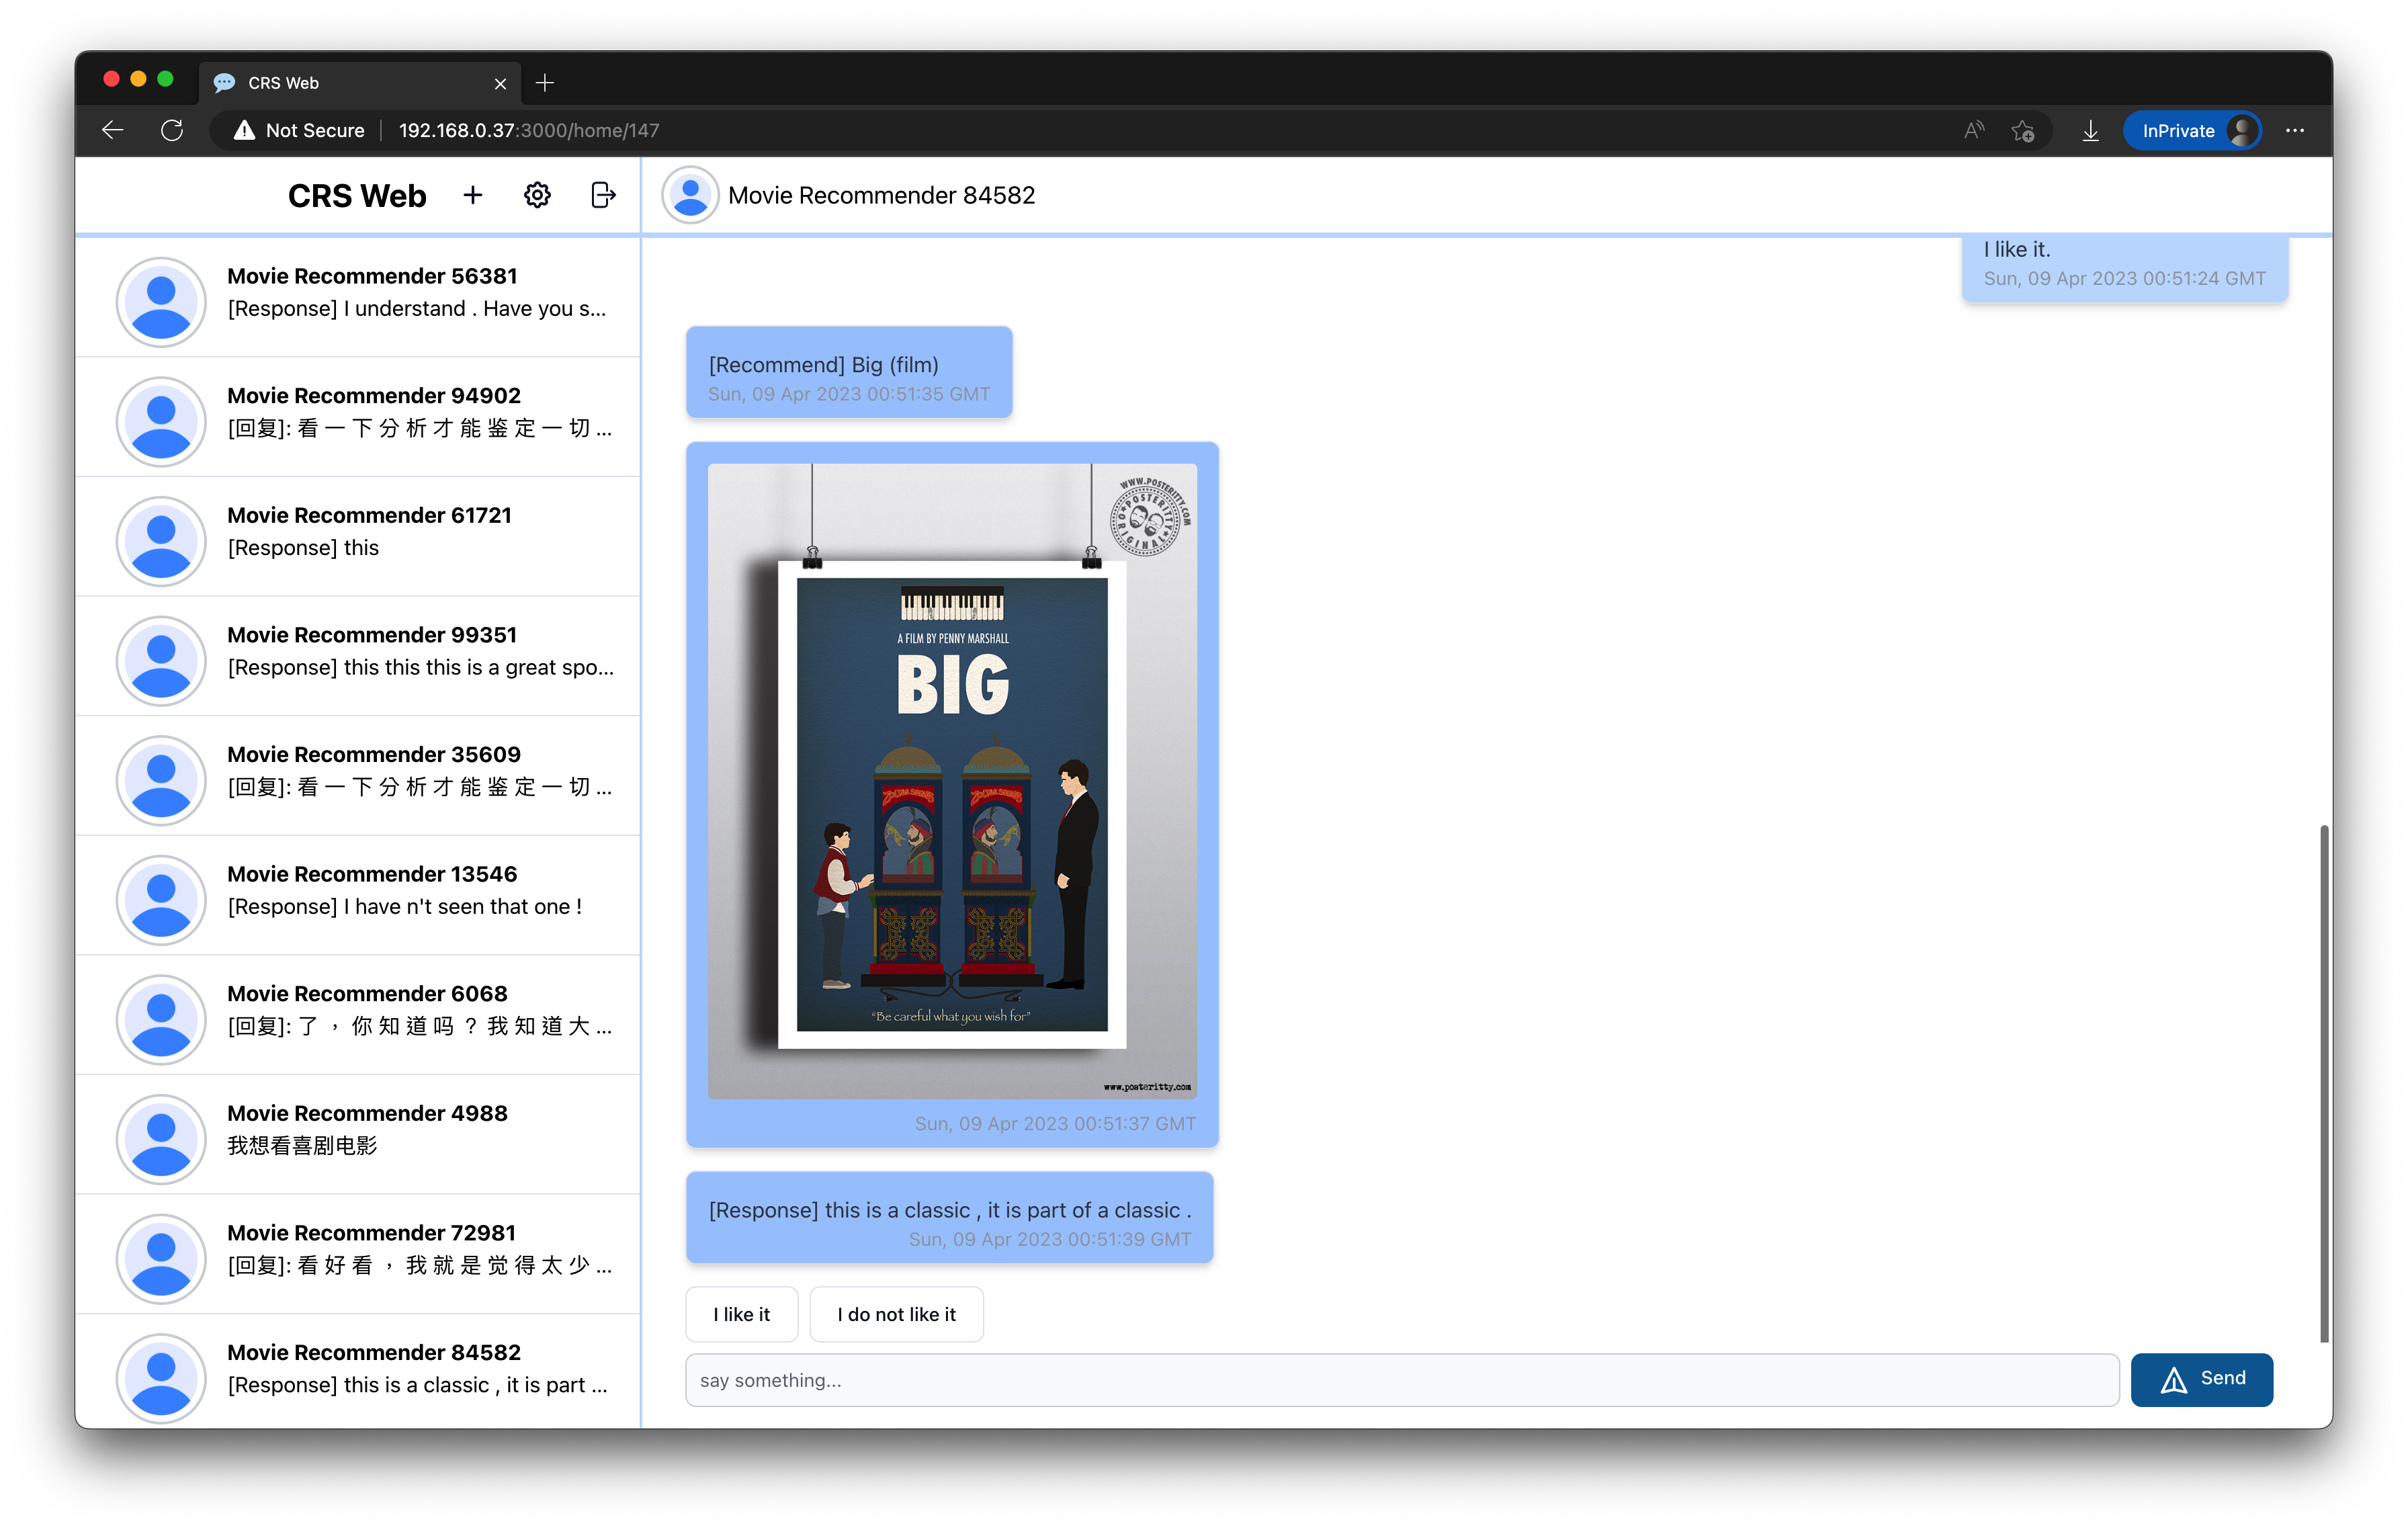 CRS Web
Not Secure
192.168.0.37:3000/home/147
InPrivate
CRS Web
Movie Recommender 56381
[Response] I understand . Have you s...
Movie Recommender 94902
[回复]: 看 一 下 分 析 才 能 鉴 定 一 切 ...
Movie Recommender 61721
[Response] this
Movie Recommender 99351
[Response] this this this is a great spo...
Movie Recommender 35609
[回复]: 看 一 下 分 析 才 能 鉴 定 一 切 ...
Movie Recommender 13546
[Response] I have n't seen that one !
Movie Recommender 6068
[回复]: 了 ， 你 知 道 吗 ？ 我 知 道 大 ...
Movie Recommender 4988
我想看喜剧电影
Movie Recommender 72981
[回复]: 看 好 看 ， 我 就 是 觉 得 太 少 ...
Movie Recommender 84582
[Response] this is a classic , it is part ...
Movie Recommender 84582
I like it.
Sun, 09 Apr 2023 00:51:24 GMT
[Recommend] Big (film)
Sun, 09 Apr 2023 00:51:35 GMT
WWW.POSTERITTY.COM
POSTERITTY
ORIGINAL
A FILM BY PENNY MARSHALL
BIG
ZOLTAR SPEAKS
ZOLTAR SPEAKS
"Be careful what you wish for"
www.posteritty.com
Sun, 09 Apr 2023 00:51:37 GMT
[Response] this is a classic , it is part of a classic .
Sun, 09 Apr 2023 00:51:39 GMT
I like it
I do not like it
say something...
Send